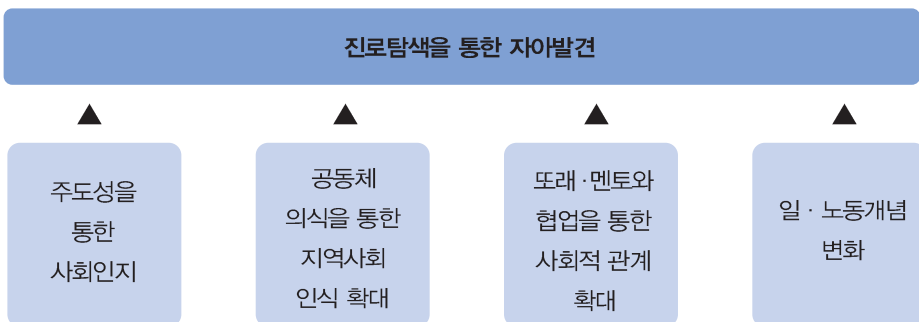 진로탐색을 통한 자아발견
주도성을
통한
사회인지
공동체
의식을 통한
지역사회
인식 확대
또래·멘토와
협업을 통한
사회적 관계
확대
일·노동개념
변화